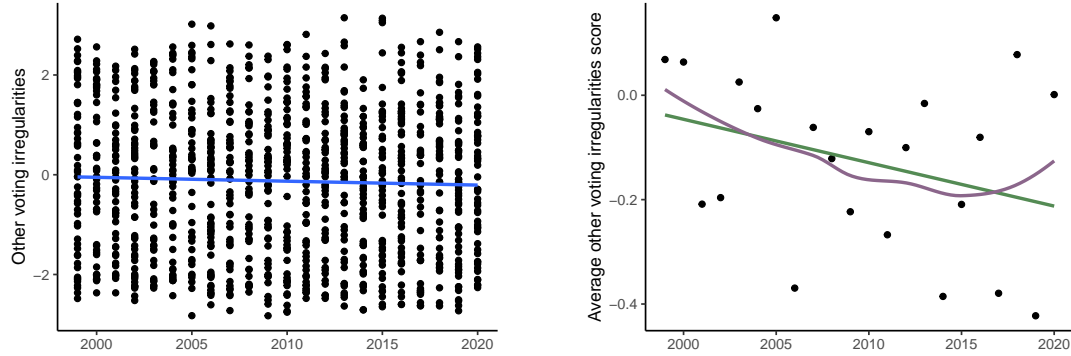 Other voting irregularities
2
0
−2
2000 2005 2010 2015 2020
Average other voting irregularities score
0.0
−0.2
−0.4
2000 2005 2010 2015 2020